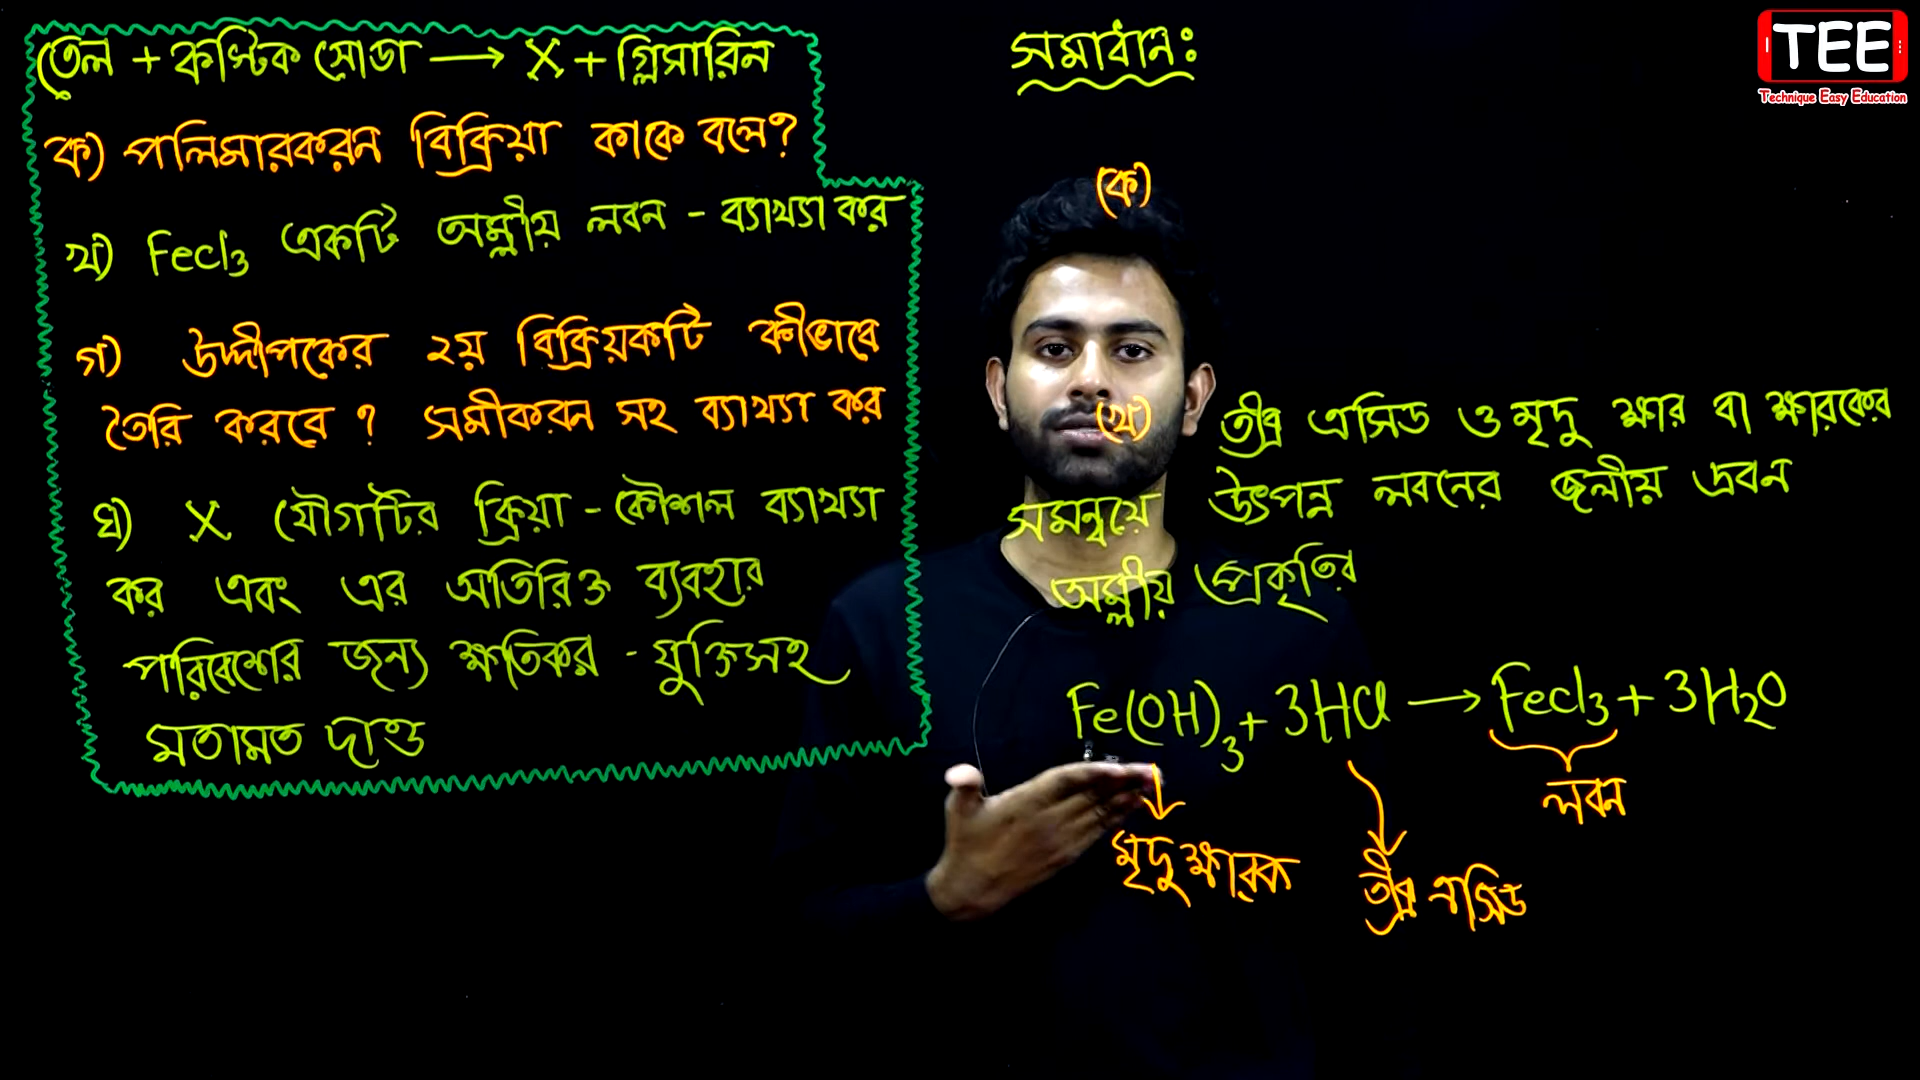 তেল + কস্টিক সোডা ⟶ X + গ্লিসারিন
ক) পলিমারকরন বিক্রিয়া কাকে বলে?
খ) FeCl₃ একটি অম্লীয় লবন - ব্যাখ্যা কর
গ) উদ্দীপকের ২য় বিক্রিয়কটি কীভাবে
তৈরি করবে ? সমীকরন সহ ব্যাখ্যা কর
ঘ) X যৌগটির ক্রিয়া - কৌশল ব্যাখ্যা
কর এবং এর অতিরিক্ত ব্যবহার
পরিবেশের জন্য ক্ষতিকর - যুক্তিসহ
মতামত দাও
সমাধান:
(ক)
(খ) তীব্র এসিড ও মৃদু ক্ষার বা ক্ষারকের
সমন্বয়ে উৎপন্ন লবনের জলীয় দ্রবন
অম্লীয় প্রকৃতির
Fe(OH)₃ + 3HCl ⟶ FeCl₃ + 3H₂O
মৃদু ক্ষারক তীব্র এসিড লবন
TEE
Technique Easy Education